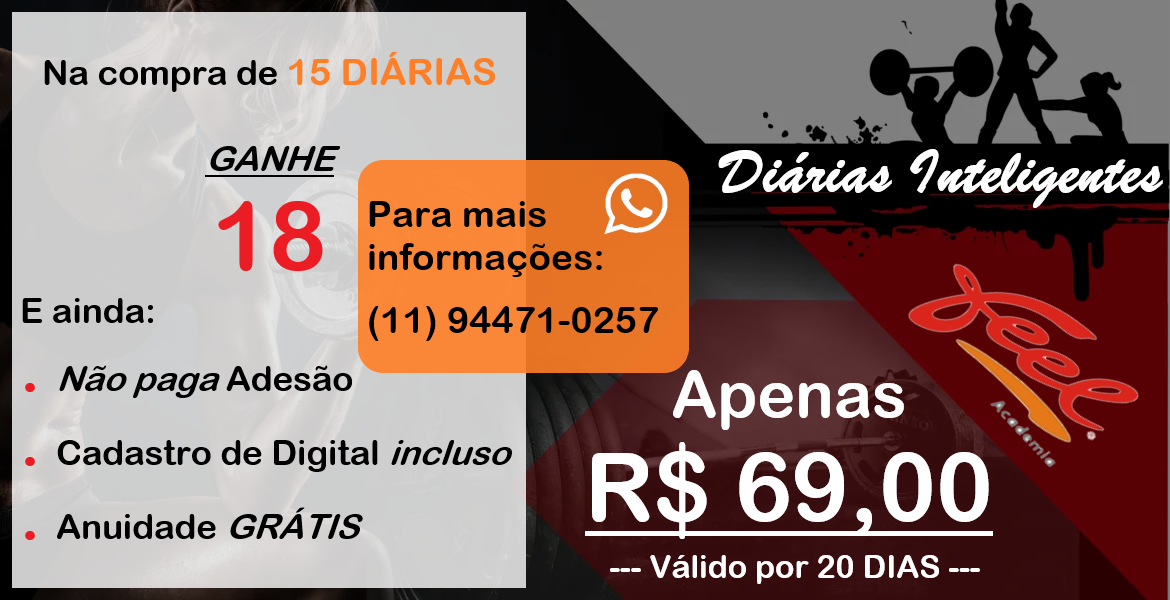 Na compra de 15 DIÁRIAS
GANHE
18
E ainda:
Não paga Adesão
Cadastro de Digital incluso
Anuidade GRÁTIS
Para mais
informações:
(11) 94471-0257
Diárias Inteligentes
feel
Academia
Apenas
R$ 69,00
--- Válido por 20 DIAS ---